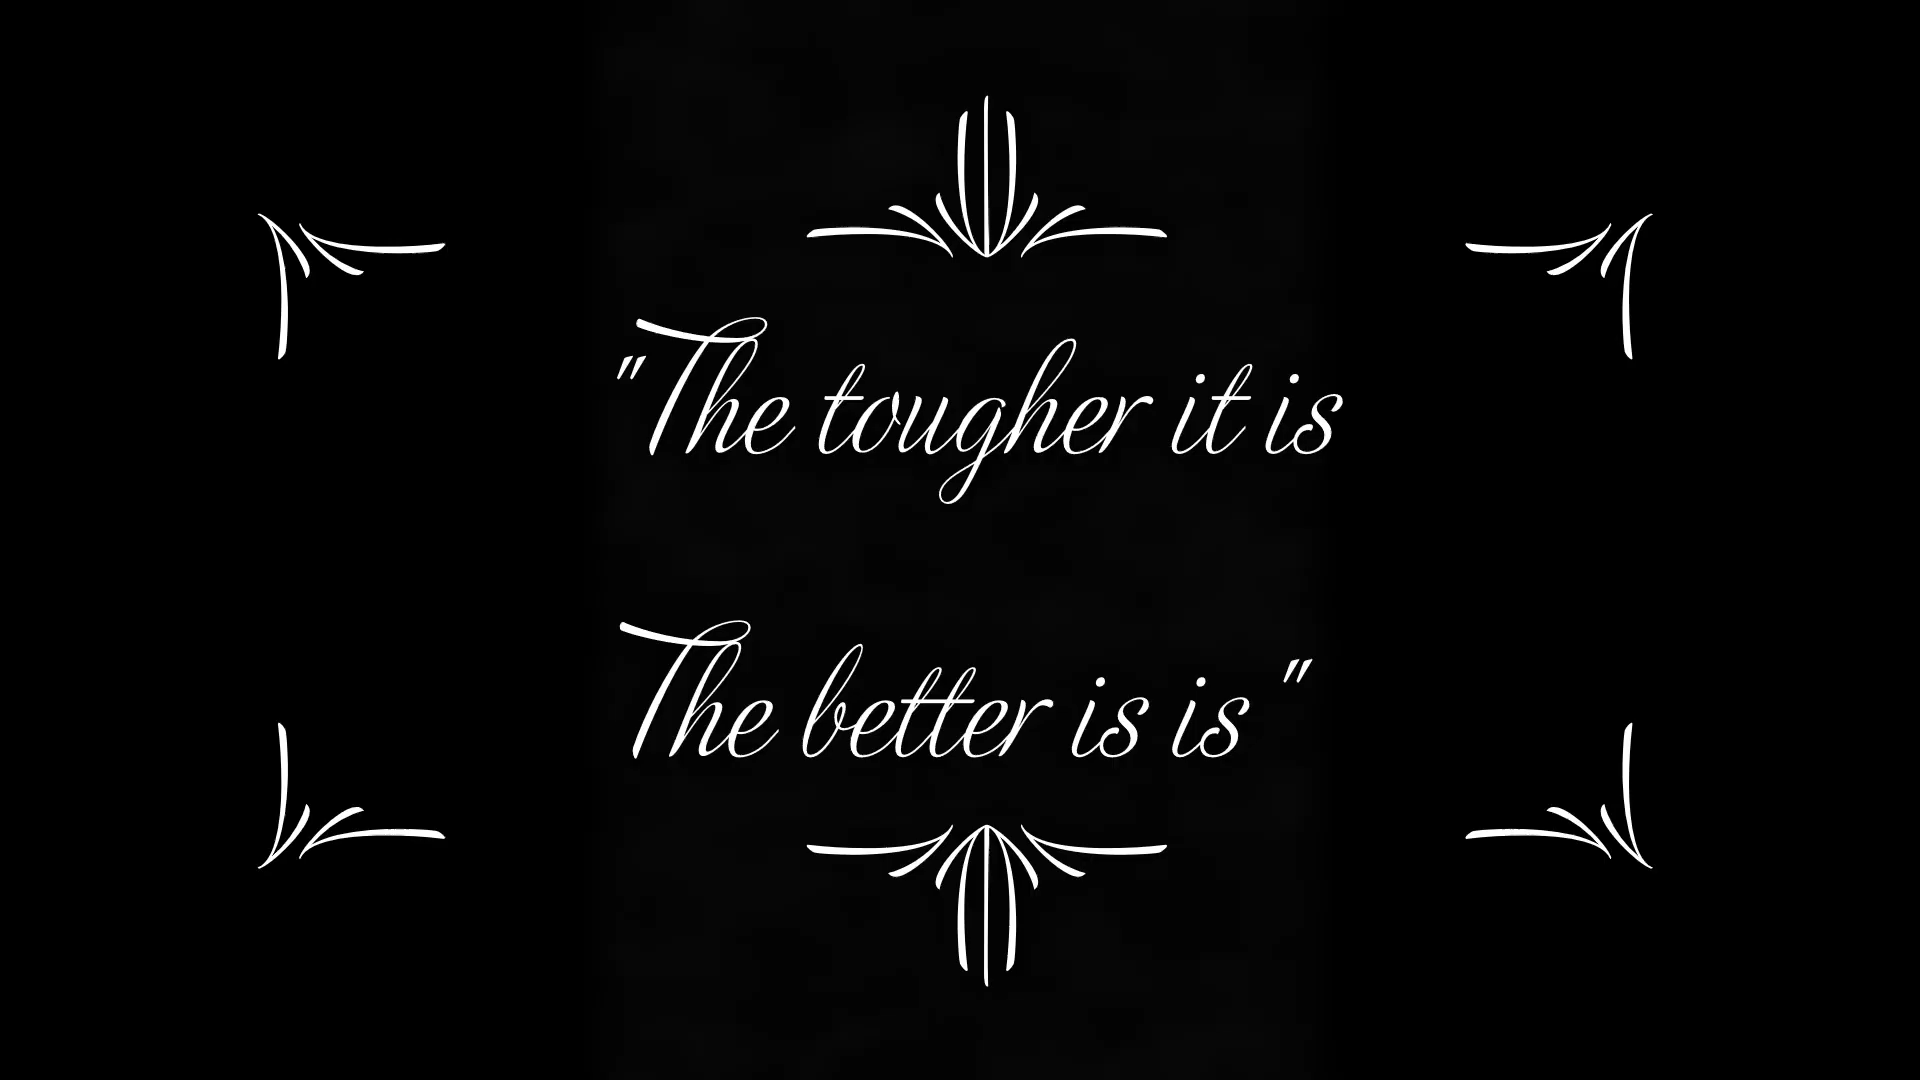 "The tougher it is
The better is is "